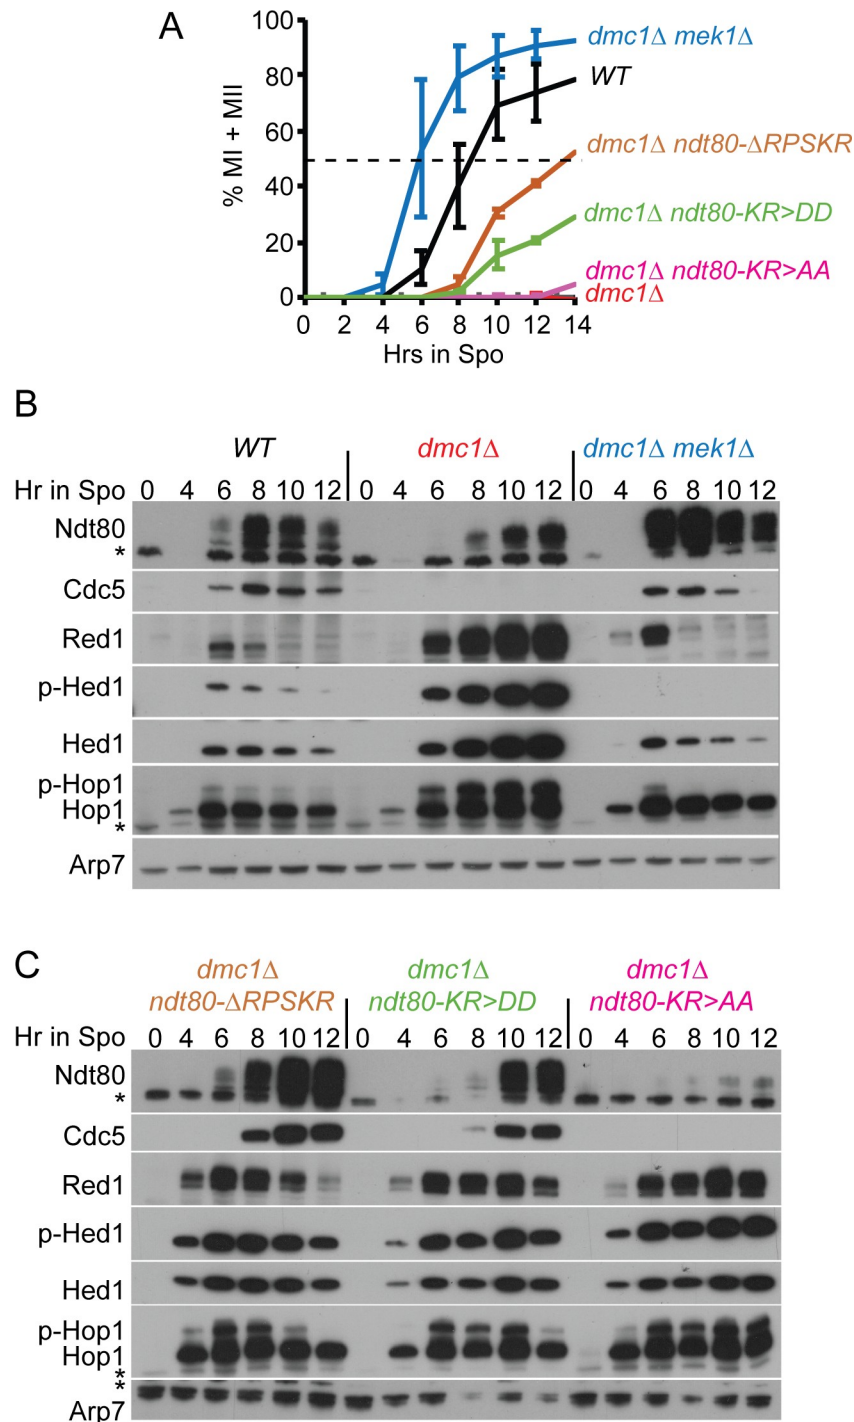 A
100
80
60
40
20
0
% MI + MII
0 2 4 6 8 10 12 14
Hrs in Spo
dmc1Δ mek1Δ
WT
dmc1Δ ndt80-ΔRPSKR
dmc1Δ ndt80-KR>DD
dmc1Δ ndt80-KR>AA
dmc1Δ
B
WT dmc1Δ dmc1Δ mek1Δ
Hr in Spo 0 4 6 8 10 12 0 4 6 8 10 12 0 4 6 8 10 12
Ndt80
*
Cdc5
Red1
p-Hed1
Hed1
p-Hop1
Hop1
*
Arp7
C
dmc1Δ dmc1Δ dmc1Δ
ndt80-ΔRPSKR ndt80-KR>DD ndt80-KR>AA
Hr in Spo 0 4 6 8 10 12 0 4 6 8 10 12 0 4 6 8 10 12
Ndt80
*
Cdc5
Red1
p-Hed1
Hed1
p-Hop1
Hop1
*
*
Arp7